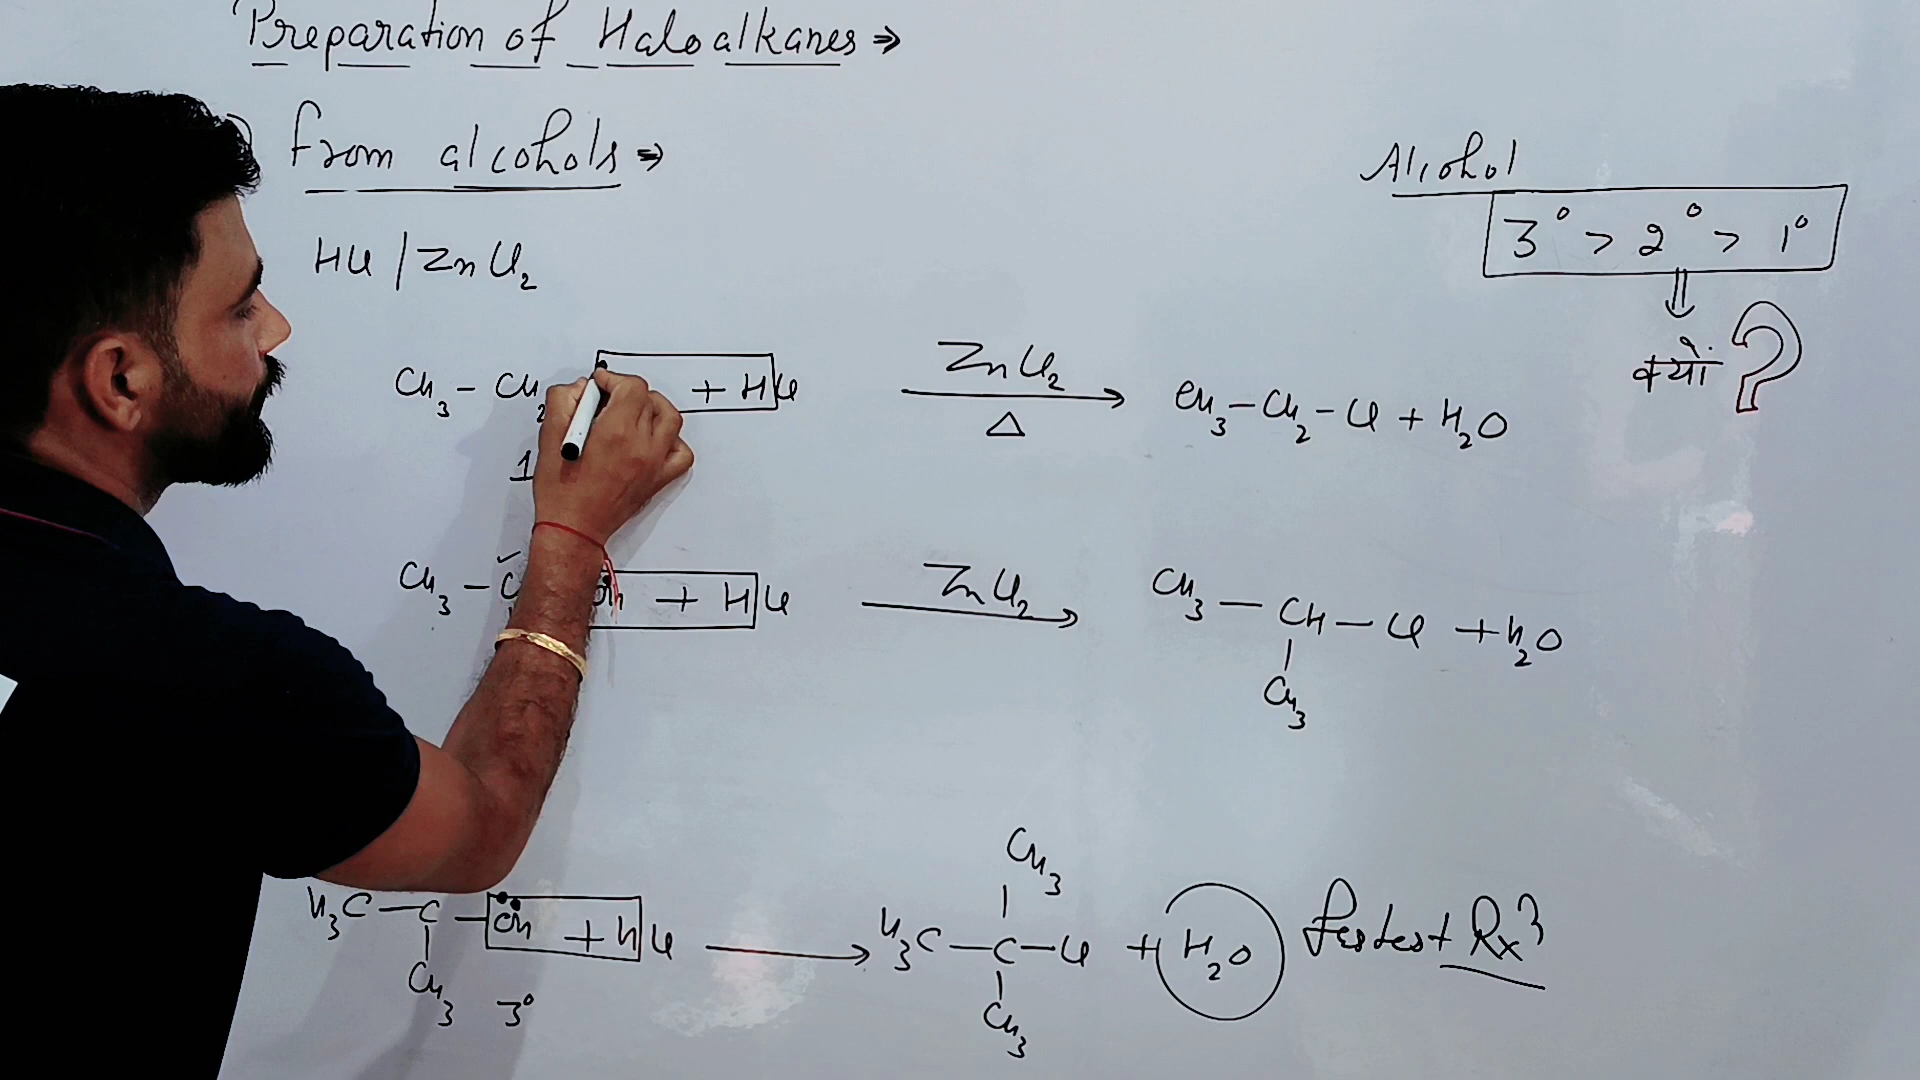 Preparation of Haloalkanes ⇒
from alcohols ⇒
HCl / ZnCl2
Alcohol
3° > 2° > 1°
क्यों ?
CH3 - CH2 + HCl ZnCl2 Δ → CH3 - CH2 - Cl + H2O
1
CH3 - C OH + HCl ZnCl2 → CH3 - CH - Cl + H2O
CH3
CH3
H3C - C - OH + HCl → H3C - C - Cl + H2O fastest Rx?
CH3 3° CH3